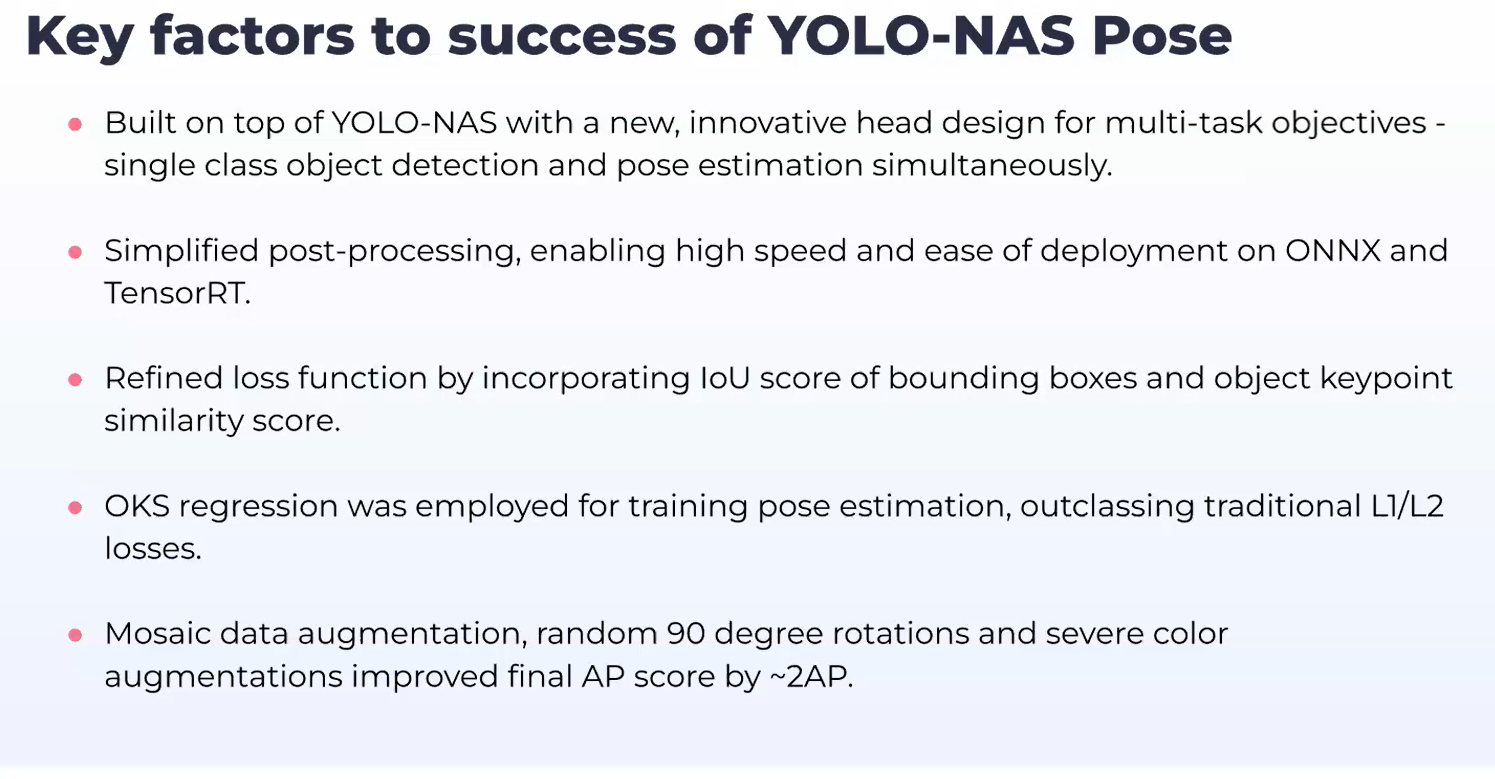 Key factors to success of YOLO-NAS Pose
Built on top of YOLO-NAS with a new, innovative head design for multi-task objectives -
single class object detection and pose estimation simultaneously.
Simplified post-processing, enabling high speed and ease of deployment on ONNX and
TensorRT.
Refined loss function by incorporating IoU score of bounding boxes and object keypoint
similarity score.
OKS regression was employed for training pose estimation, outclassing traditional L1/L2
losses.
Mosaic data augmentation, random 90 degree rotations and severe color
augmentations improved final AP score by ~2AP.